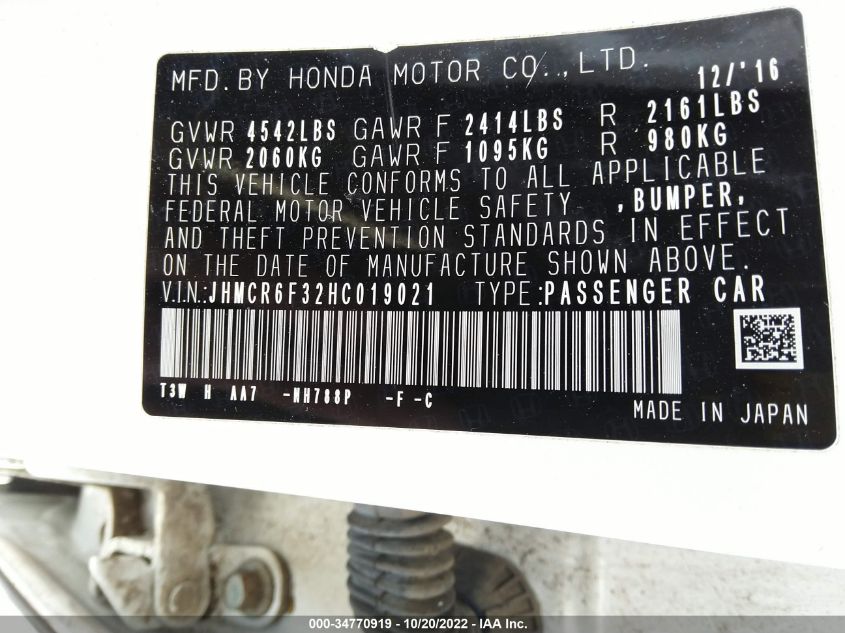 MFD. BY HONDA MOTOR CO., LTD. 12/'16
GVWR 4542LBS GAWR F 2414LBS R 2161LBS
GVWR 2060KG GAWR F 1095KG R 980KG
THIS VEHICLE CONFORMS TO ALL APPLICABLE
FEDERAL MOTOR VEHICLE SAFETY ,BUMPER,
AND THEFT PREVENTION STANDARDS IN EFFECT
ON THE DATE OF MANUFACTURE SHOWN ABOVE.
V.I.N.:JHMCR6F32HC019021 TYPE:PASSENGER CAR
T3W H AA7 -NH788P -F -C
MADE IN JAPAN
000-34770919 - 10/20/2022 - IAA Inc.